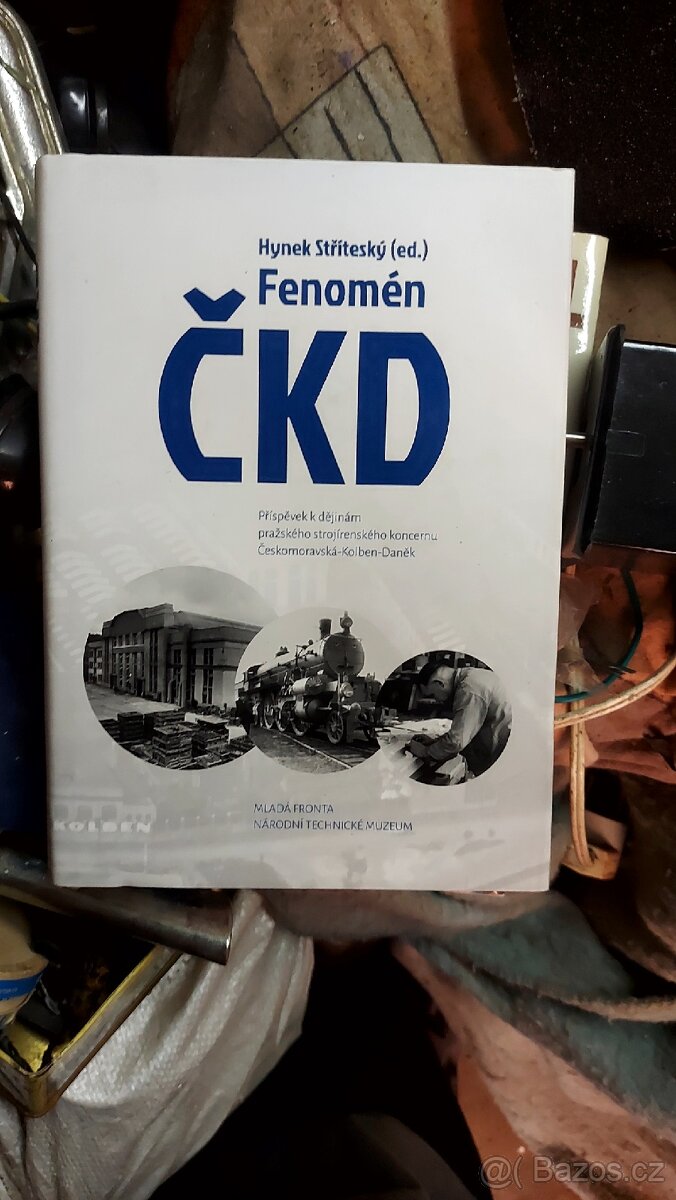 Hynek Stříteský (ed.)
Fenomén
ČKD
Příspěvek k dějinám
pražského strojírenského koncernu
Českomoravská-Kolben-Daněk
KOLBEN
MLADÁ FRONTA
NÁRODNÍ TECHNICKÉ MUZEUM
@( Bazos.cz